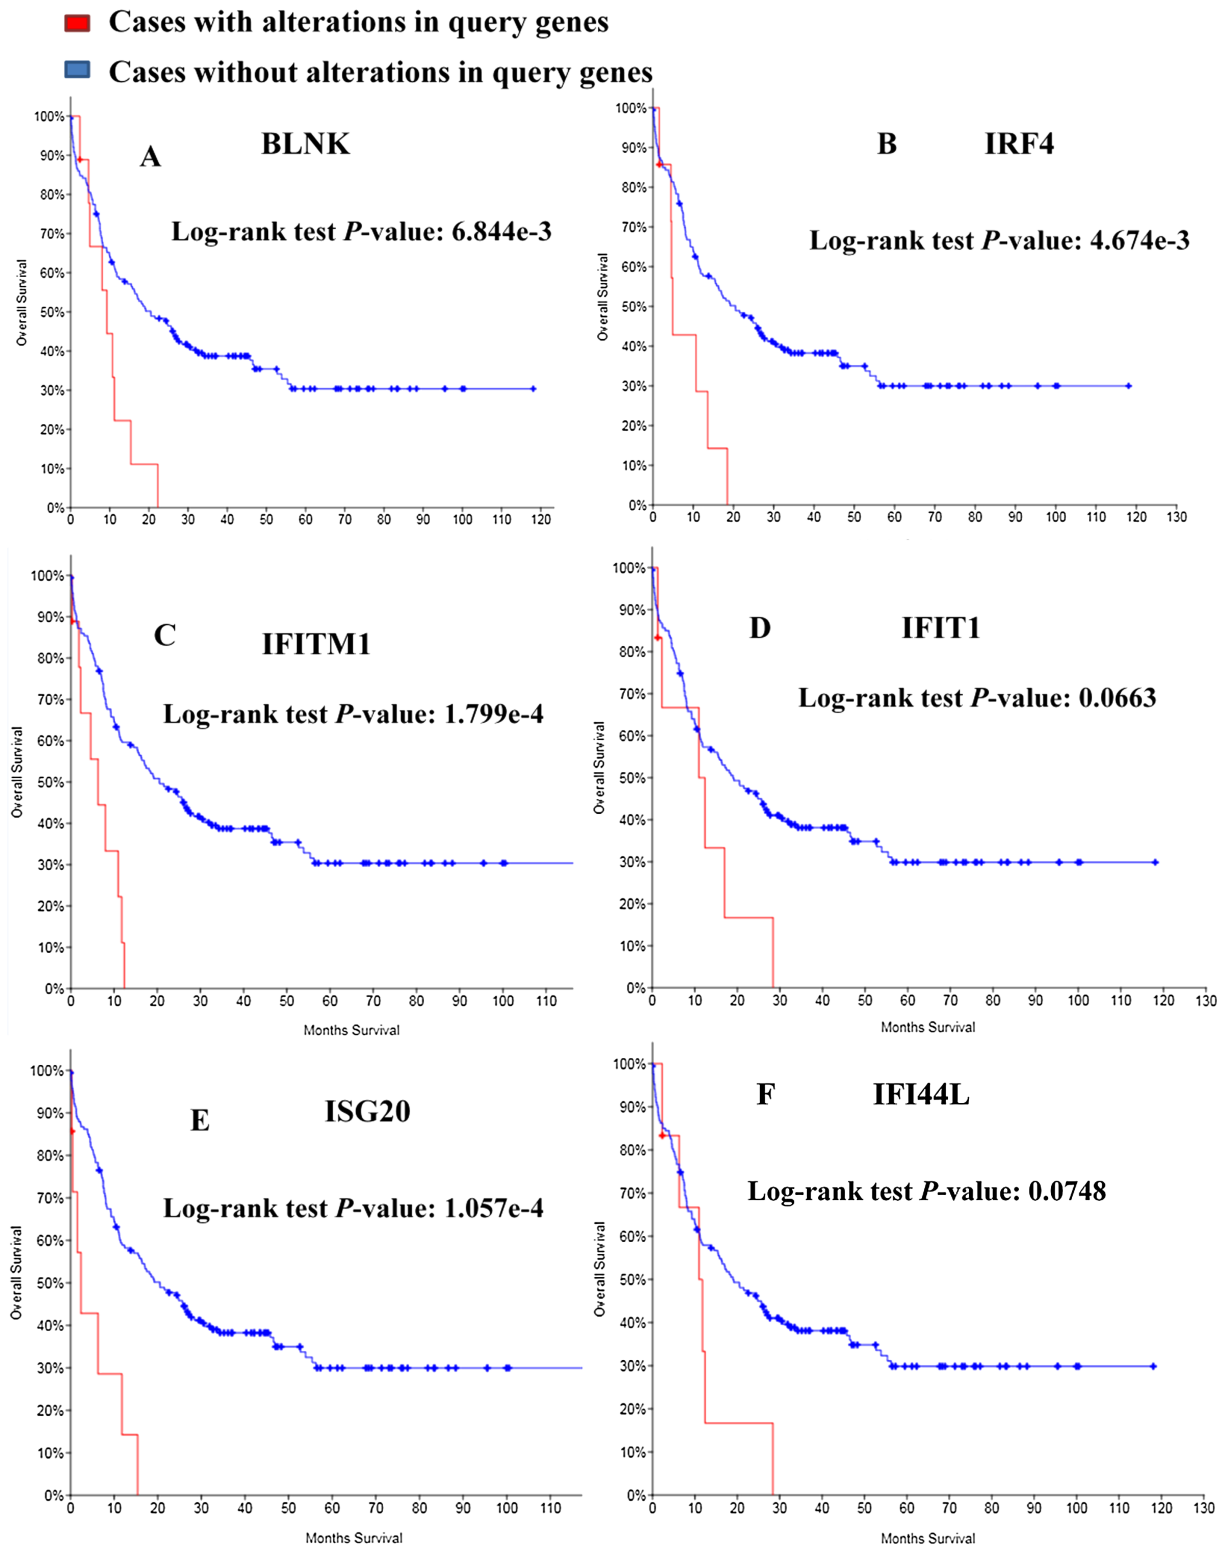 Cases with alterations in query genes
Cases without alterations in query genes
A BLNK
Log-rank test P-value: 6.844e-3
Overall Survival
100%
90%
80%
70%
60%
50%
40%
30%
20%
10%
0%
0 10 20 30 40 50 60 70 80 90 100 110 120
B IRF4
Log-rank test P-value: 4.674e-3
Overall Survival
100%
90%
80%
70%
60%
50%
40%
30%
20%
10%
0%
0 10 20 30 40 50 60 70 80 90 100 110 120 130
C IFITM1
Log-rank test P-value: 1.799e-4
Overall Survival
100%
90%
80%
70%
60%
50%
40%
30%
20%
10%
0%
0 10 20 30 40 50 60 70 80 90 100 110
Months Survival
D IFIT1
Log-rank test P-value: 0.0663
Overall Survival
100%
90%
80%
70%
60%
50%
40%
30%
20%
10%
0%
0 10 20 30 40 50 60 70 80 90 100 110 120 130
Months Survival
E ISG20
Log-rank test P-value: 1.057e-4
Overall Survival
100%
90%
80%
70%
60%
50%
40%
30%
20%
10%
0%
0 10 20 30 40 50 60 70 80 90 100 110
Months Survival
F IFI44L
Log-rank test P-value: 0.0748
Overall Survival
100%
90%
80%
70%
60%
50%
40%
30%
20%
10%
0%
0 10 20 30 40 50 60 70 80 90 100 110 120 130
Months Survival